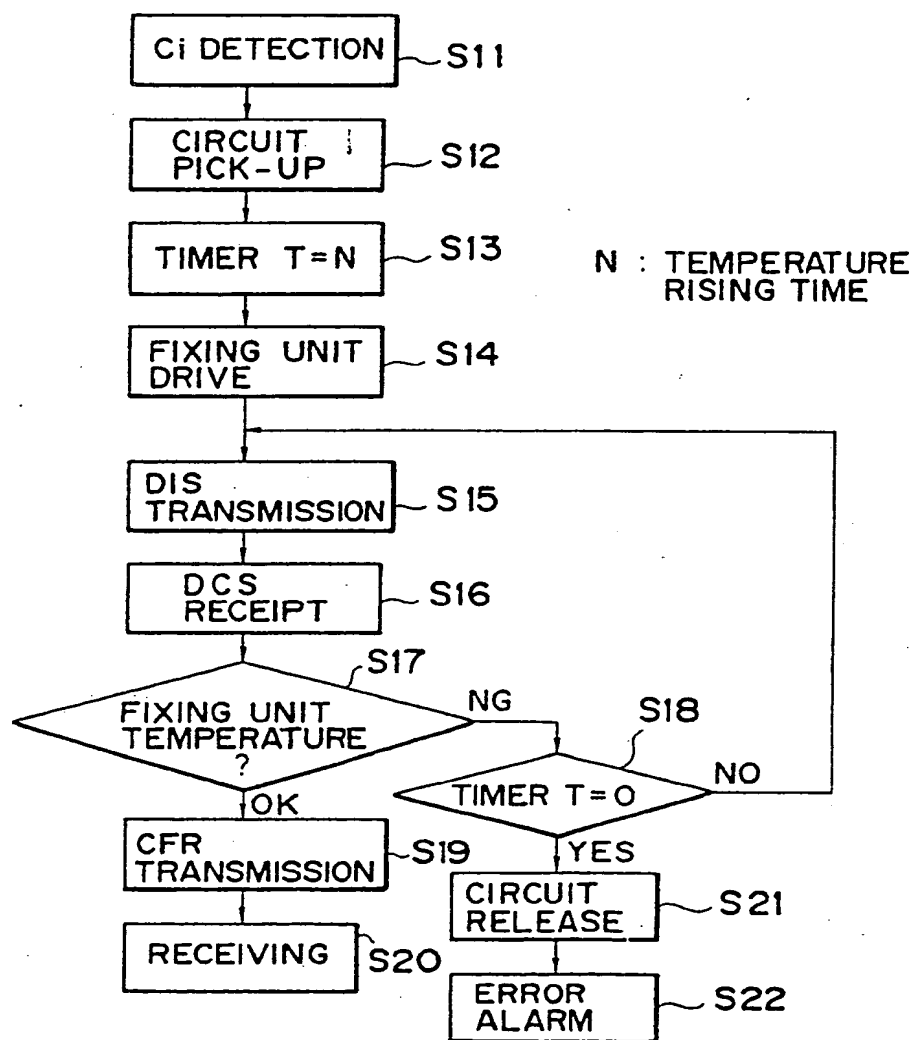 Ci DETECTION
S11
CIRCUIT
PICK-UP
S12
TIMER T=N
S13
N : TEMPERATURE
RISING TIME
FIXING UNIT
DRIVE
S14
DIS
TRANSMISSION
S15
DCS
RECEIPT
S16
S17
FIXING UNIT
TEMPERATURE
?
NG
OK
S18
TIMER T=0
NO
YES
CFR
TRANSMISSION
S19
CIRCUIT
RELEASE
S21
RECEIVING
S20
ERROR
ALARM
S22